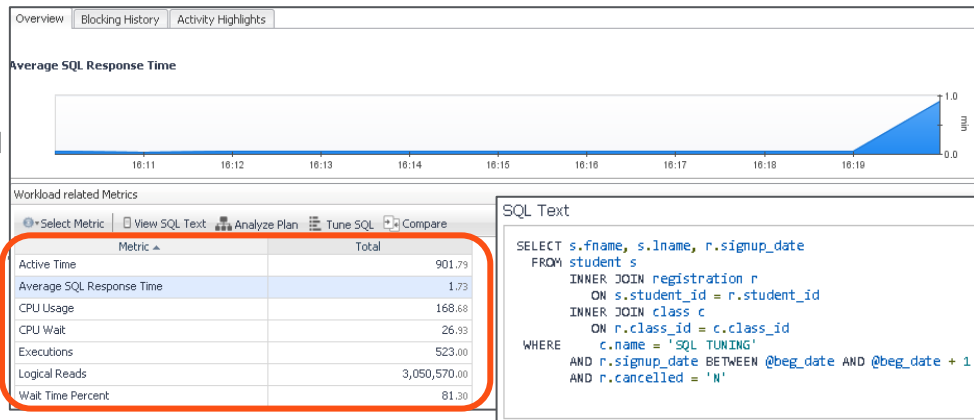 Overview Blocking History Activity Highlights
Average SQL Response Time
1.0
min
0.0
16:11 16:12 16:13 16:14 16:15 16:16 16:17 16:18 16:19
Workload related Metrics
Select Metric View SQL Text Analyze Plan Tune SQL Compare
Metric Total
Active Time 901.79
Average SQL Response Time 1.73
CPU Usage 168.68
CPU Wait 26.93
Executions 523.00
Logical Reads 3,050,570.00
Wait Time Percent 81.30
SQL Text
SELECT s.fname, s.lname, r.signup_date
FROM student s
INNER JOIN registration r
ON s.student_id = r.student_id
INNER JOIN class c
ON r.class_id = c.class_id
WHERE c.name = 'SQL TUNING'
AND r.signup_date BETWEEN @beg_date AND @beg_date + 1
AND r.cancelled = 'N'